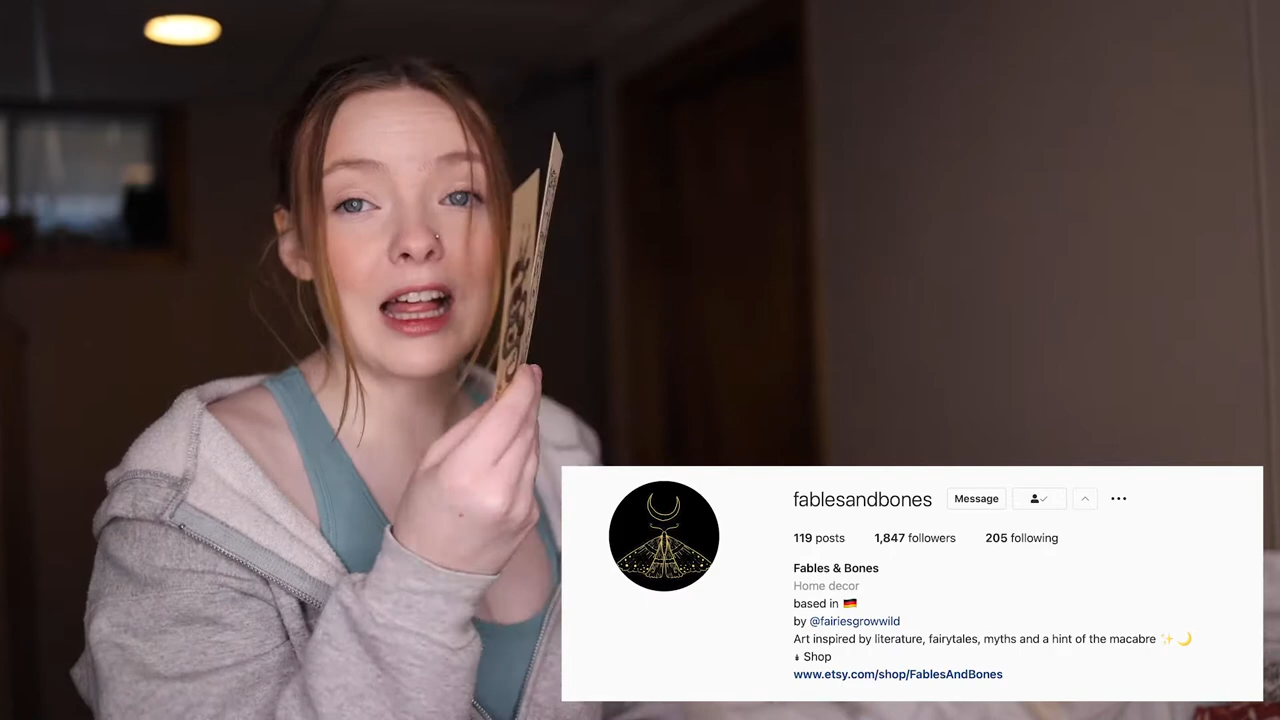 fablesandbones Message
119 posts 1,847 followers 205 following
Fables & Bones
Home decor
based in 🇩🇪
by @fairiesgrowwild
Art inspired by literature, fairytales, myths and a hint of the macabre ✨🌙
Shop
www.etsy.com/shop/FablesAndBones